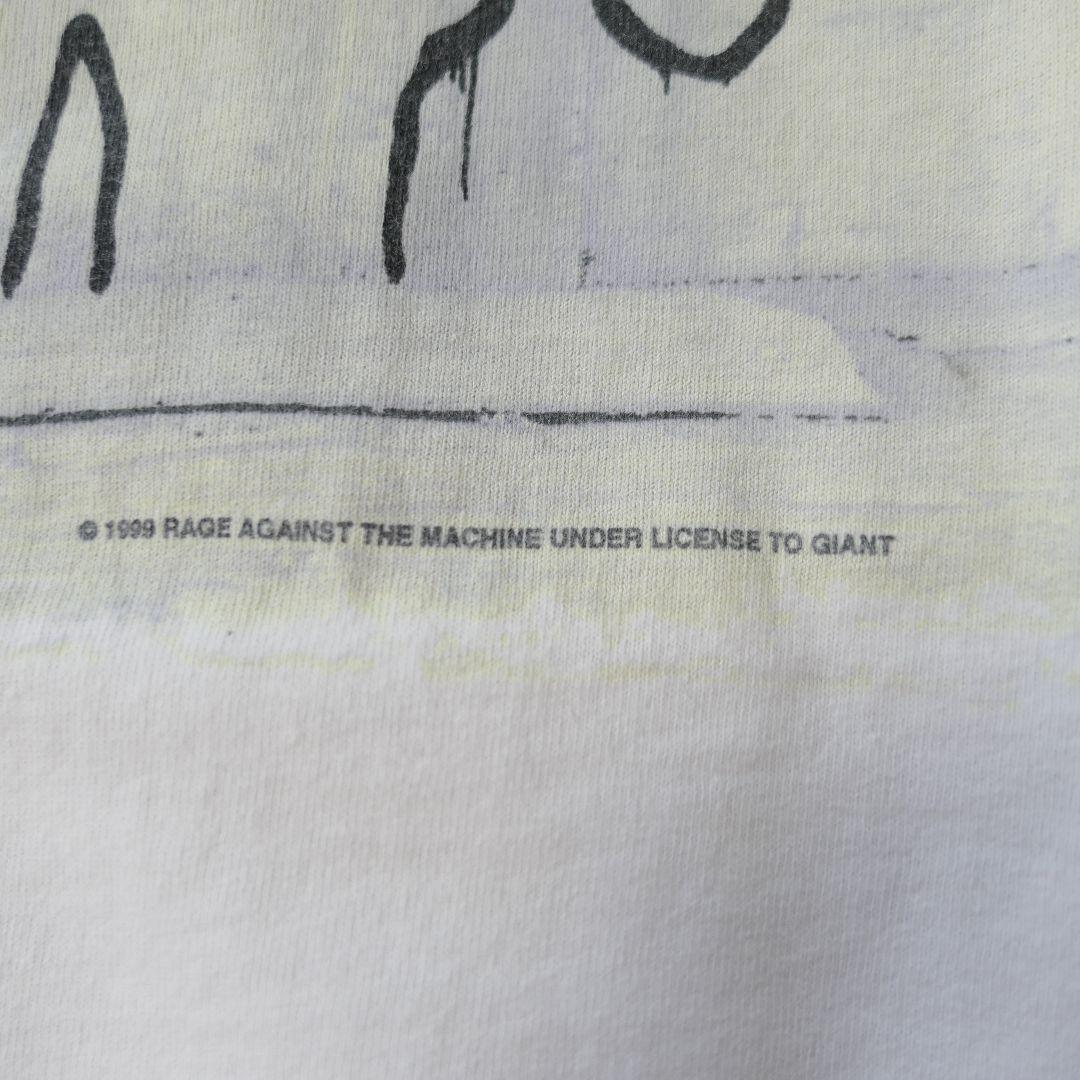 © 1999 RAGE AGAINST THE MACHINE UNDER LICENSE TO GIANT